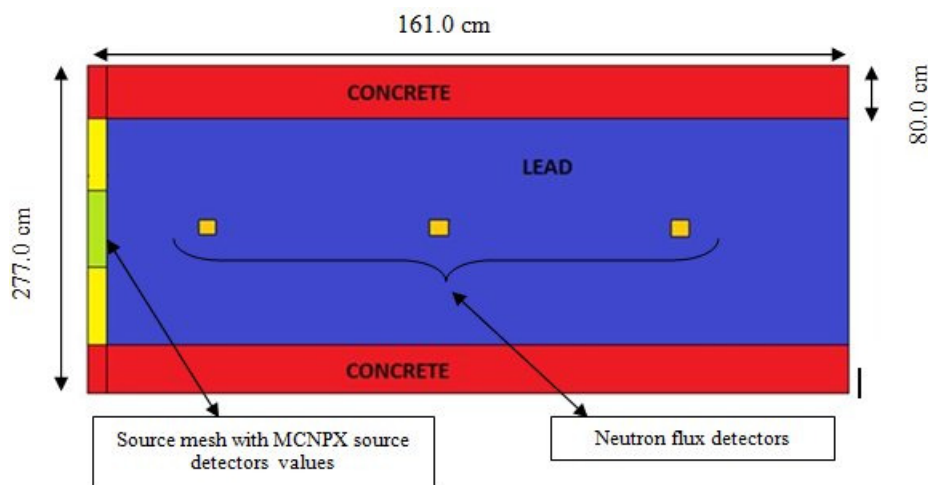 161.0 cm
CONCRETE
80.0 cm
LEAD
277.0 cm
CONCRETE
Source mesh with MCNPX source
detectors values
Neutron flux detectors